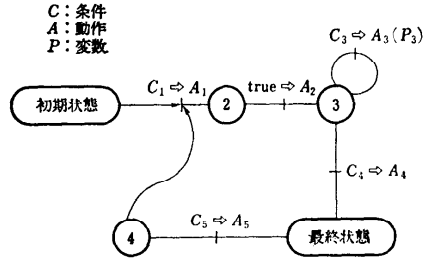 C：条件
A：動作
P：変数
C₃ ⇨ A₃(P₃)
C₁ ⇨ A₁
true ⇨ A₂
初期状態
2
3
C₄ ⇨ A₄
C₅ ⇨ A₅
4
最終状態